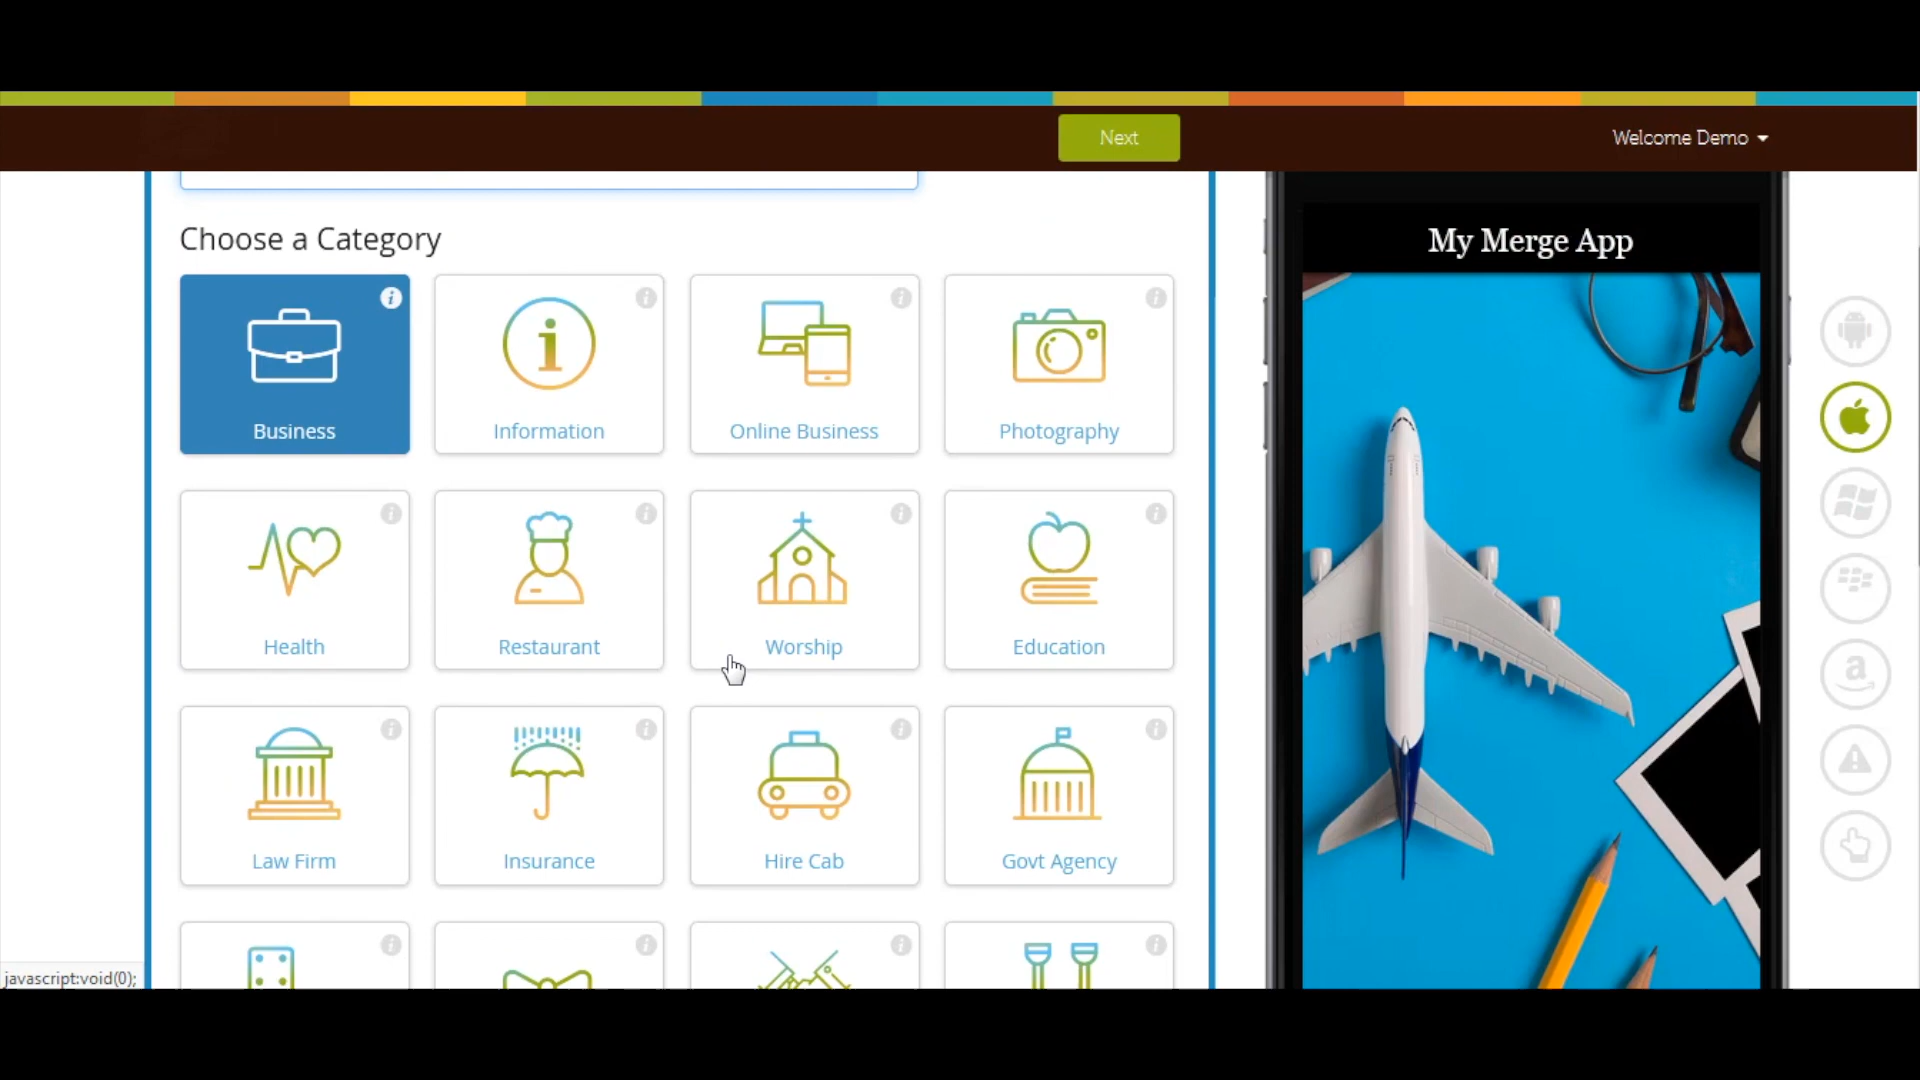 Next
Welcome Demo
Choose a Category
My Merge App
Business
Information
Online Business
Photography
Health
Restaurant
Worship
Education
Law Firm
Insurance
Hire Cab
Govt Agency
javascript:void(0);